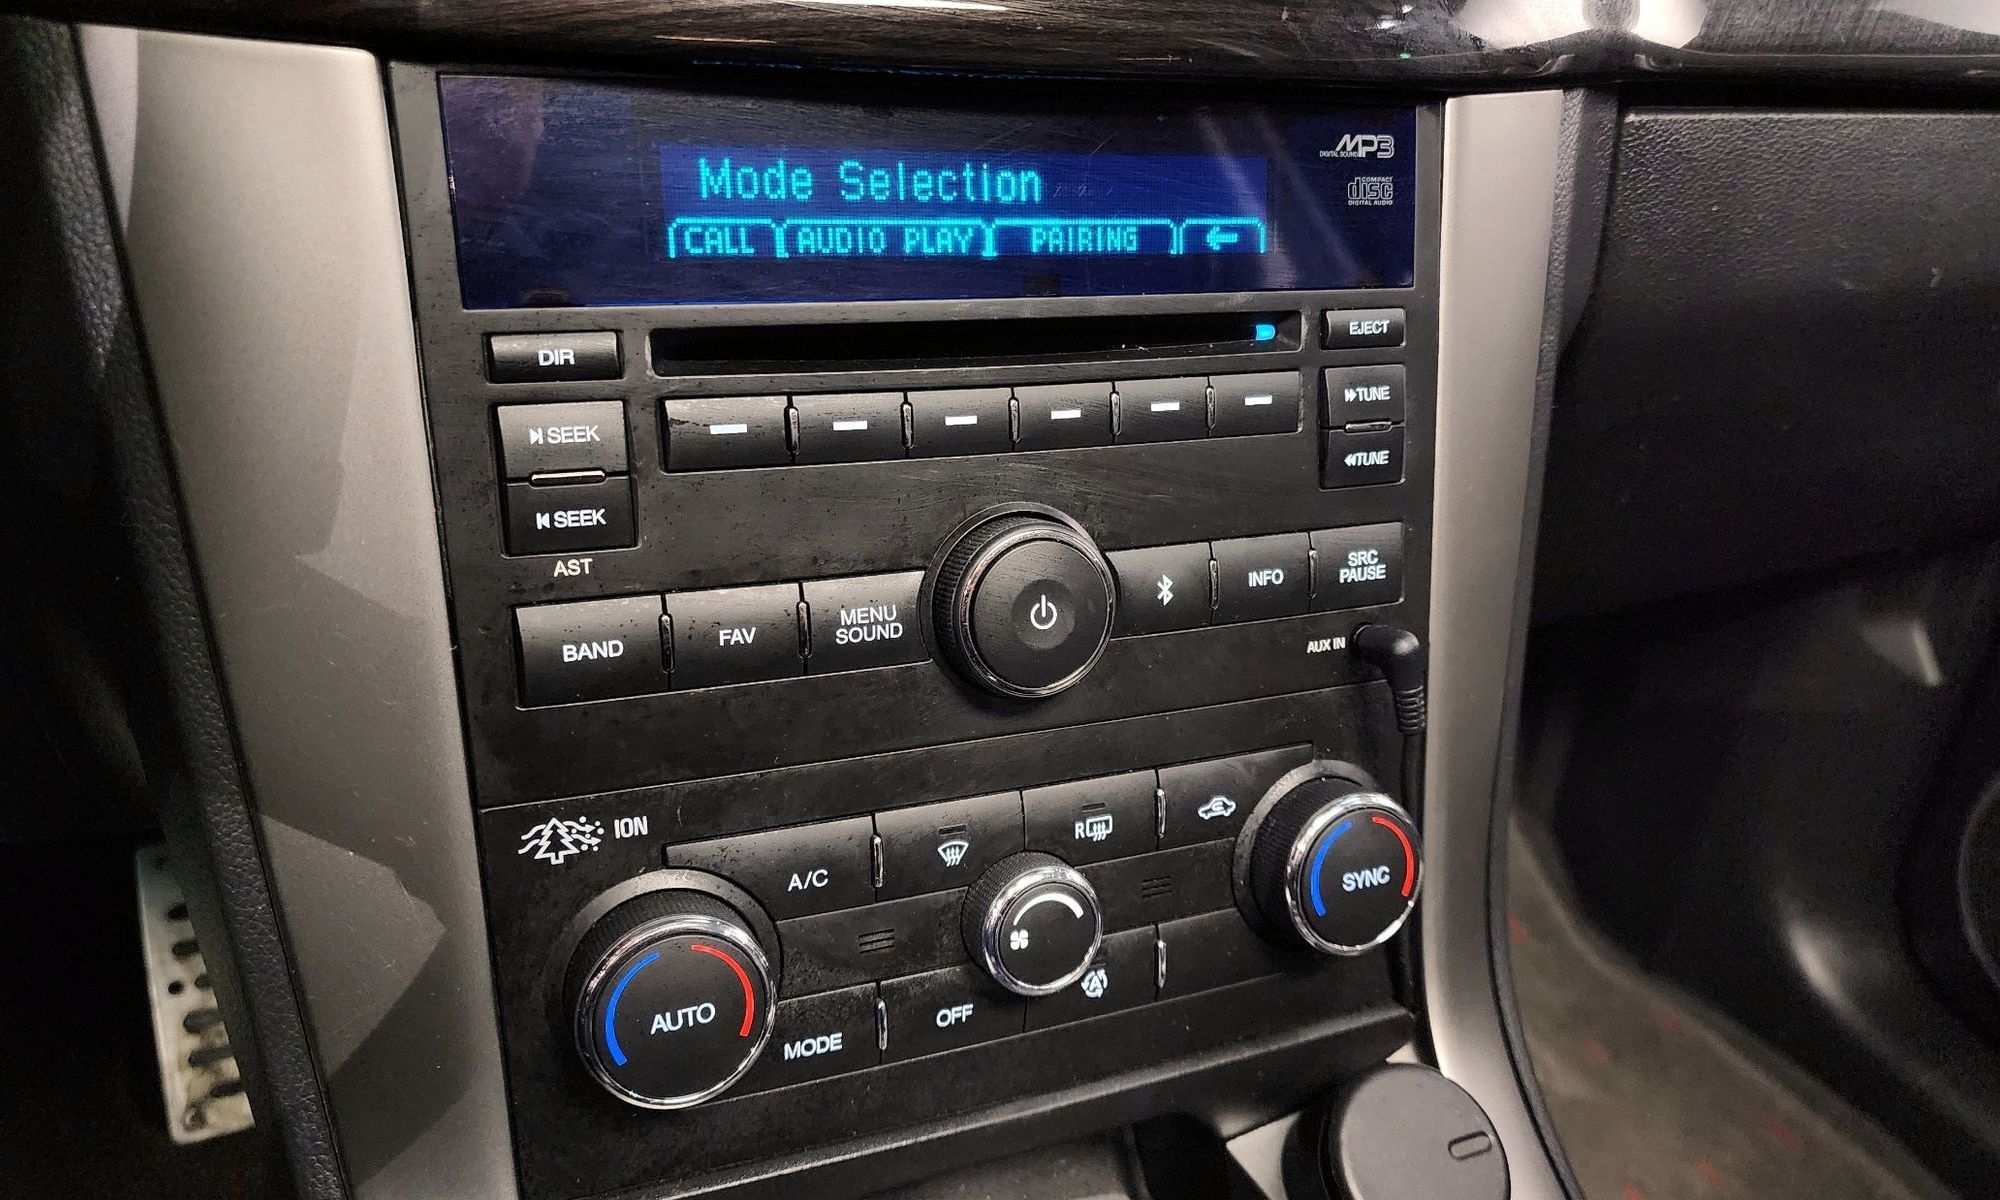 Mode Selection
CALL AUDIO PLAY PAIRING ←
MP3
DIGITAL SOUND
COMPACT
disc
DIGITAL AUDIO
DIR
EJECT
SEEK
TUNE
SEEK
TUNE
AST
BAND
FAV
MENU
SOUND
INFO
SRC
PAUSE
AUX IN
ION
A/C
R
SYNC
AUTO
MODE
OFF
A